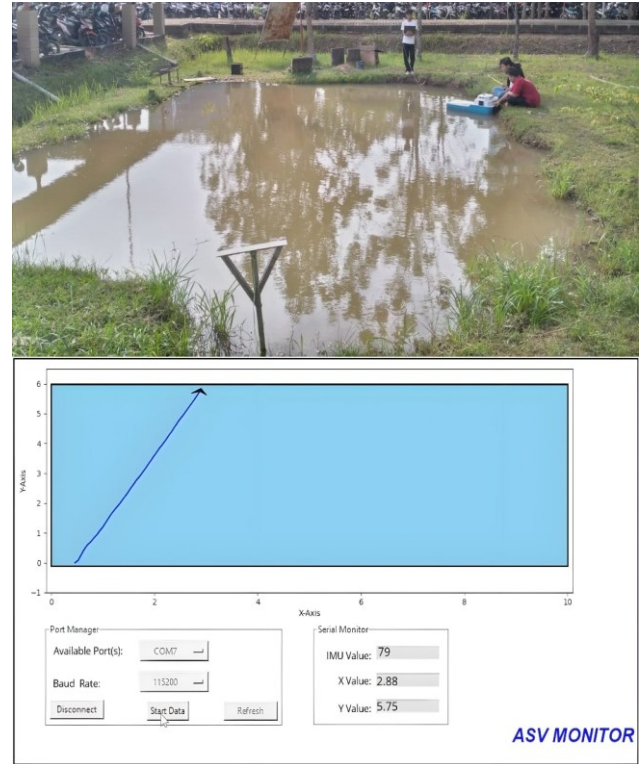 6
5
4
3
2
1
0
−1
Y-Axis
0 2 4 6 8 10
X-Axis
Port Manager
Available Port(s): COM7
Baud Rate: 115200
Disconnect Start Data Refresh
Serial Monitor
IMU Value: 79
X Value: 2.88
Y Value: 5.75
ASV MONITOR